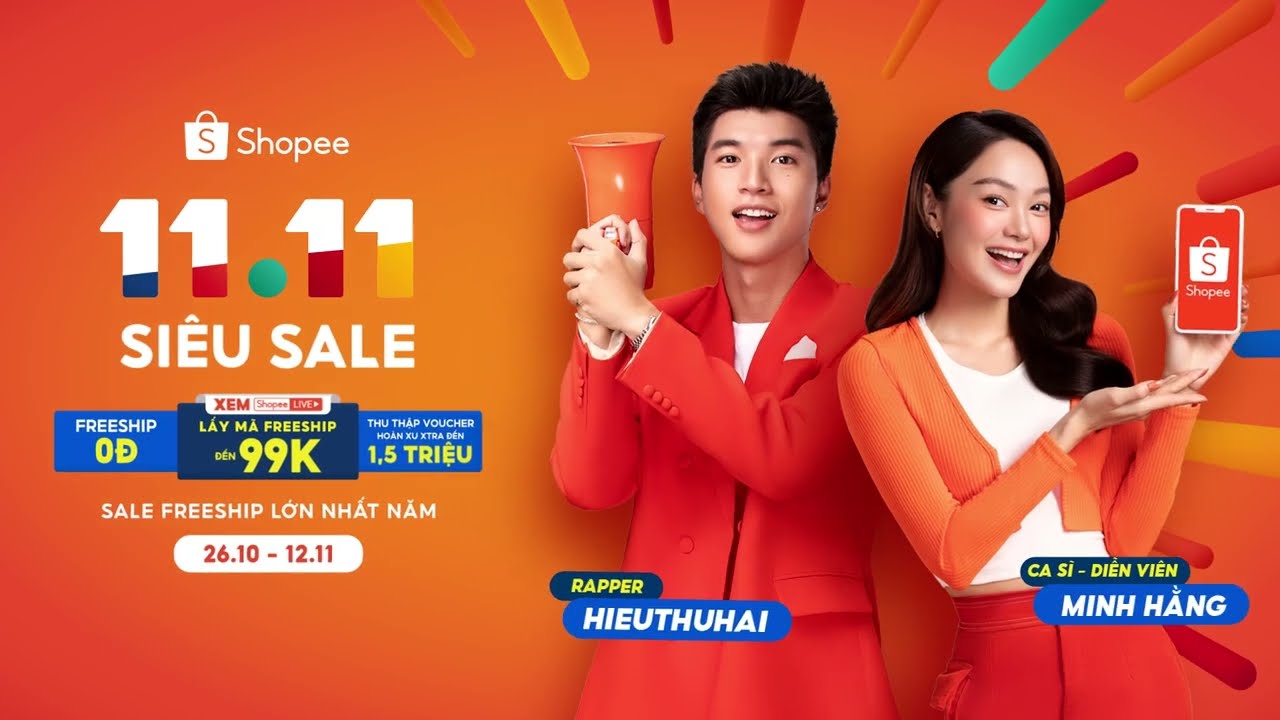 Shopee
11.11
SIÊU SALE
XEM Shopee LIVE
FREESHIP
0Đ
LẤY MÃ FREESHIP
ĐẾN 99K
THU THẬP VOUCHER
HOÀN XU XTRA ĐẾN
1,5 TRIỆU
SALE FREESHIP LỚN NHẤT NĂM
26.10 - 12.11
S
Shopee
RAPPER
HIEUTHUHAI
CA SĨ - DIỄN VIÊN
MINH HẰNG